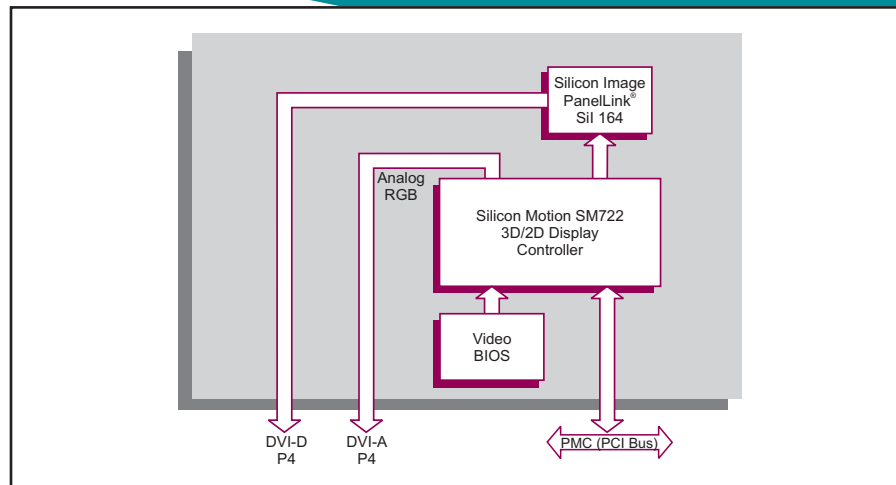 Silicon Image
PanelLink®
SiI 164
Analog
RGB
Silicon Motion SM722
3D/2D Display
Controller
Video
BIOS
DVI-D
P4
DVI-A
P4
PMC (PCI Bus)